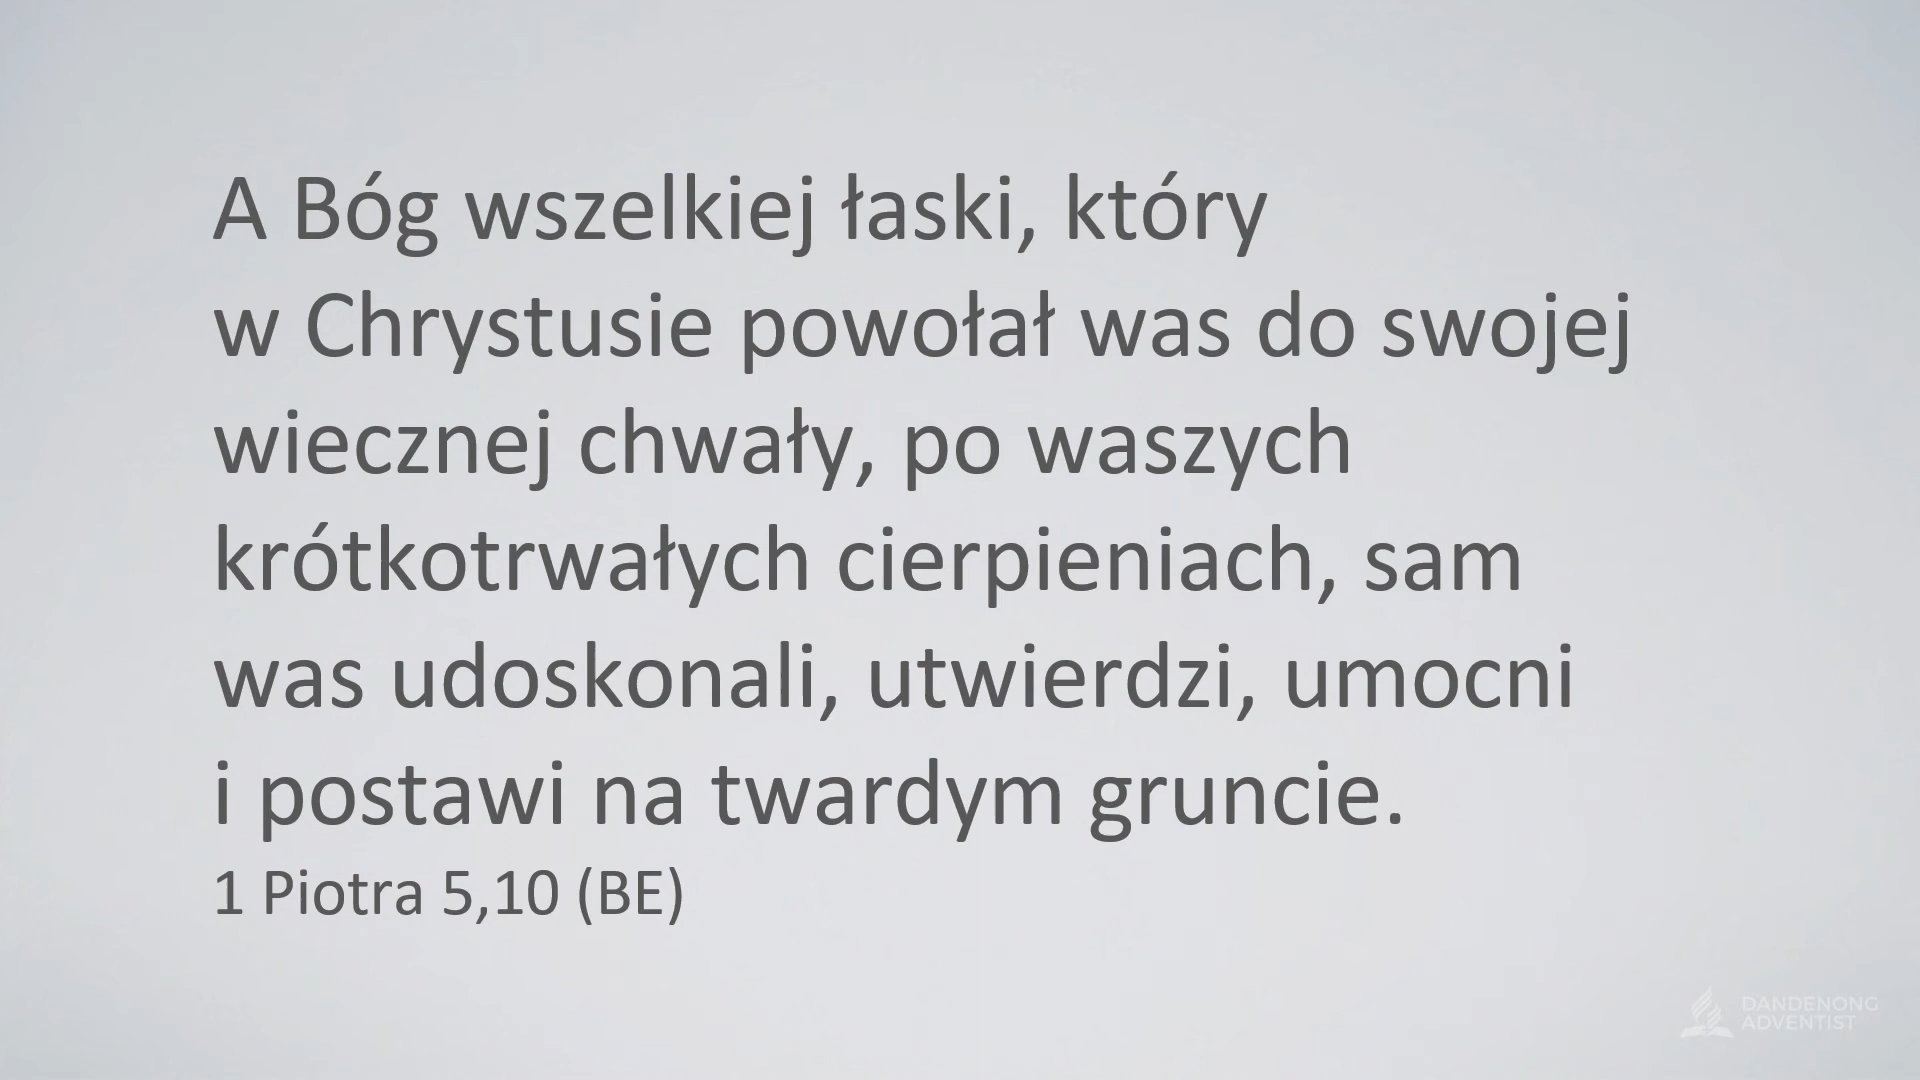 A Bóg wszelkiej łaski, który
w Chrystusie powołał was do swojej
wiecznej chwały, po waszych
krótkotrwałych cierpieniach, sam
was udoskonali, utwierdzi, umocni
i postawi na twardym gruncie.
1 Piotra 5,10 (BE)
DANDENONG
ADVENTIST